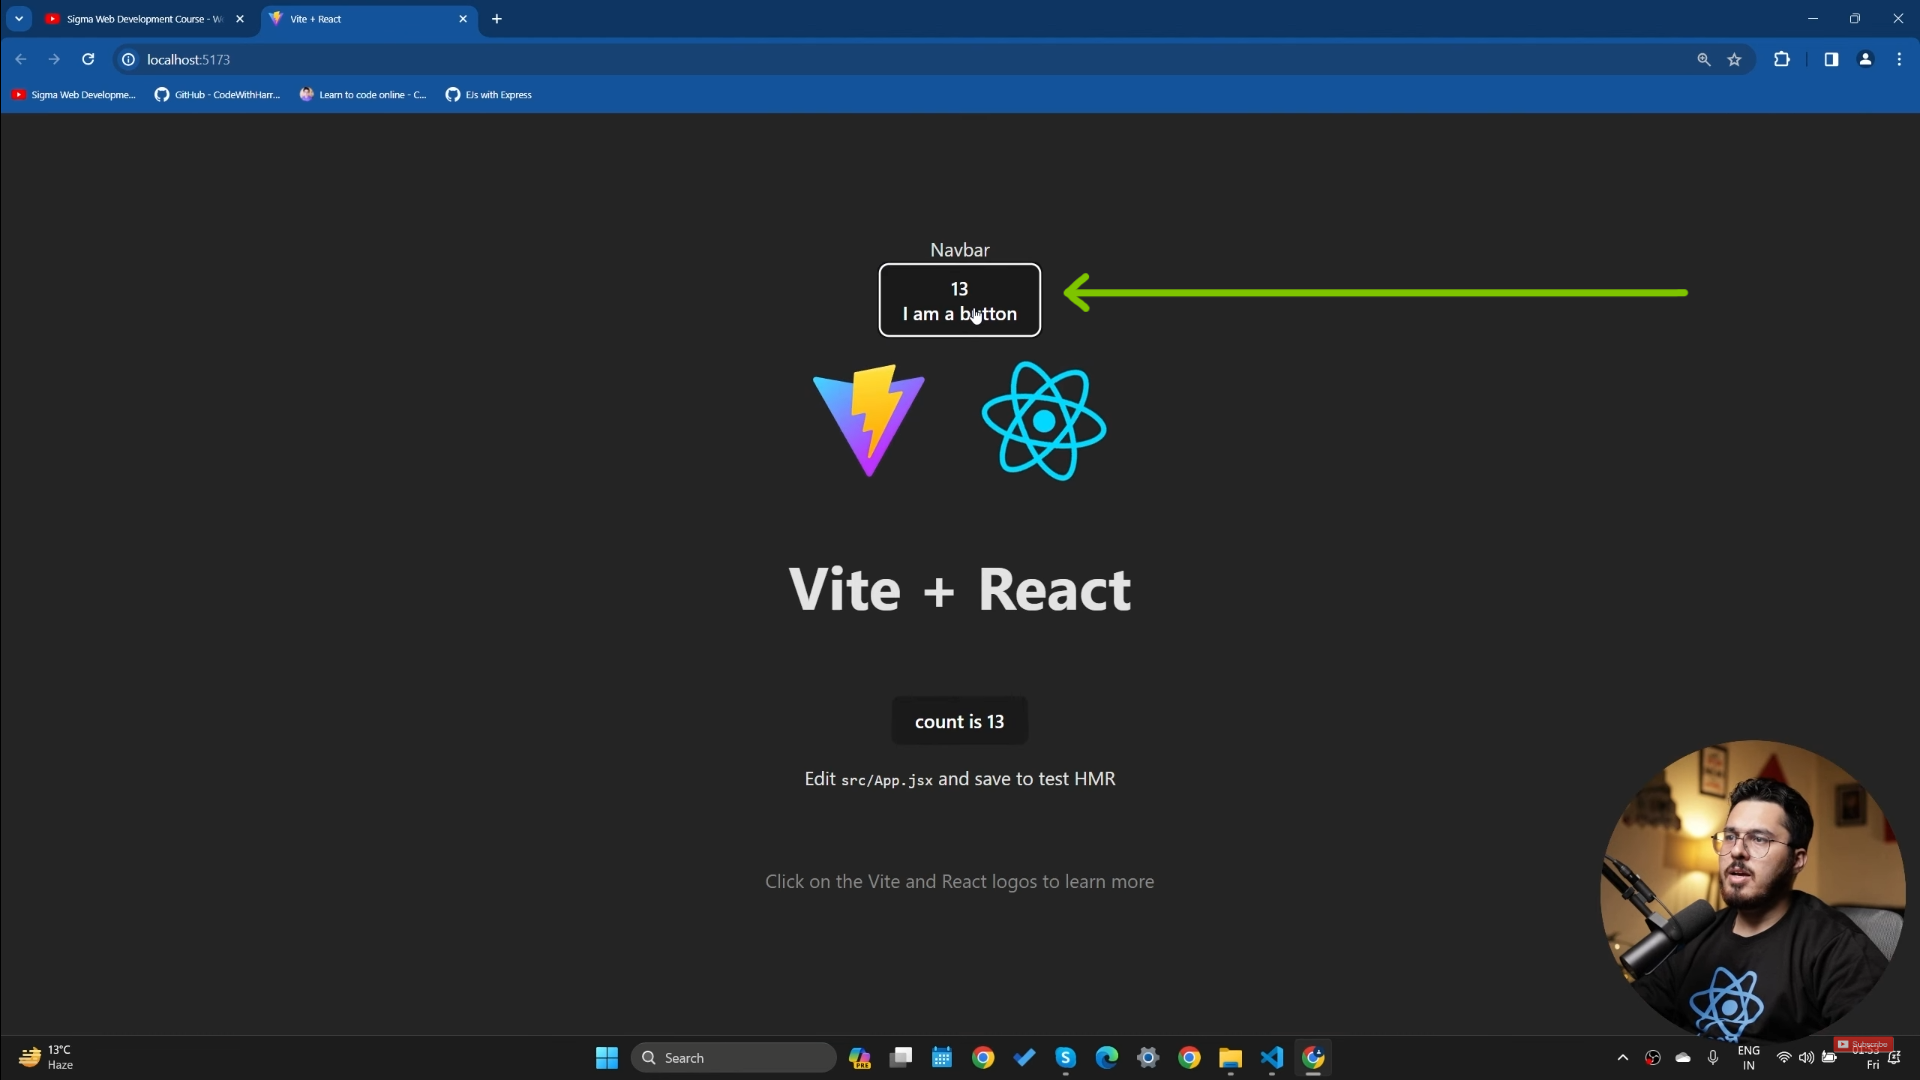 Sigma Web Development Course - W
Vite + React
localhost:5173
Sigma Web Developme...
GitHub - CodeWithHarr...
Learn to code online - C...
EJs with Express
Navbar
13
I am a button
Vite + React
count is 13
Edit src/App.jsx and save to test HMR
Click on the Vite and React logos to learn more
13°C
Haze
Search
PRE
ENG
IN
Subscribe
Fri